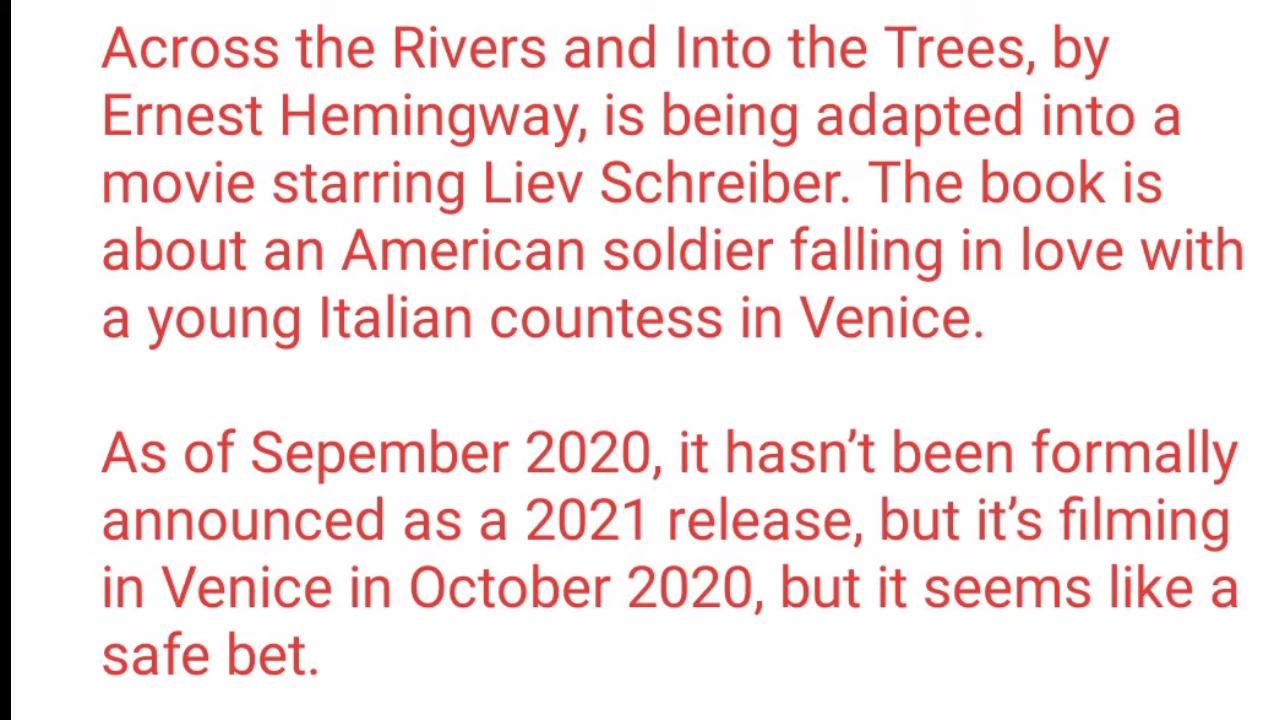 Across the Rivers and Into the Trees, by
Ernest Hemingway, is being adapted into a
movie starring Liev Schreiber. The book is
about an American soldier falling in love with
a young Italian countess in Venice.
As of Sepember 2020, it hasn’t been formally
announced as a 2021 release, but it’s filming
in Venice in October 2020, but it seems like a
safe bet.